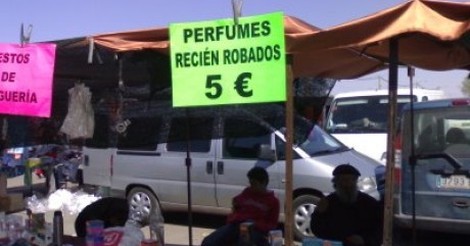 PERFUMES
RECIÉN ROBADOS
5 €
ESTOS
DE
GUERÍA